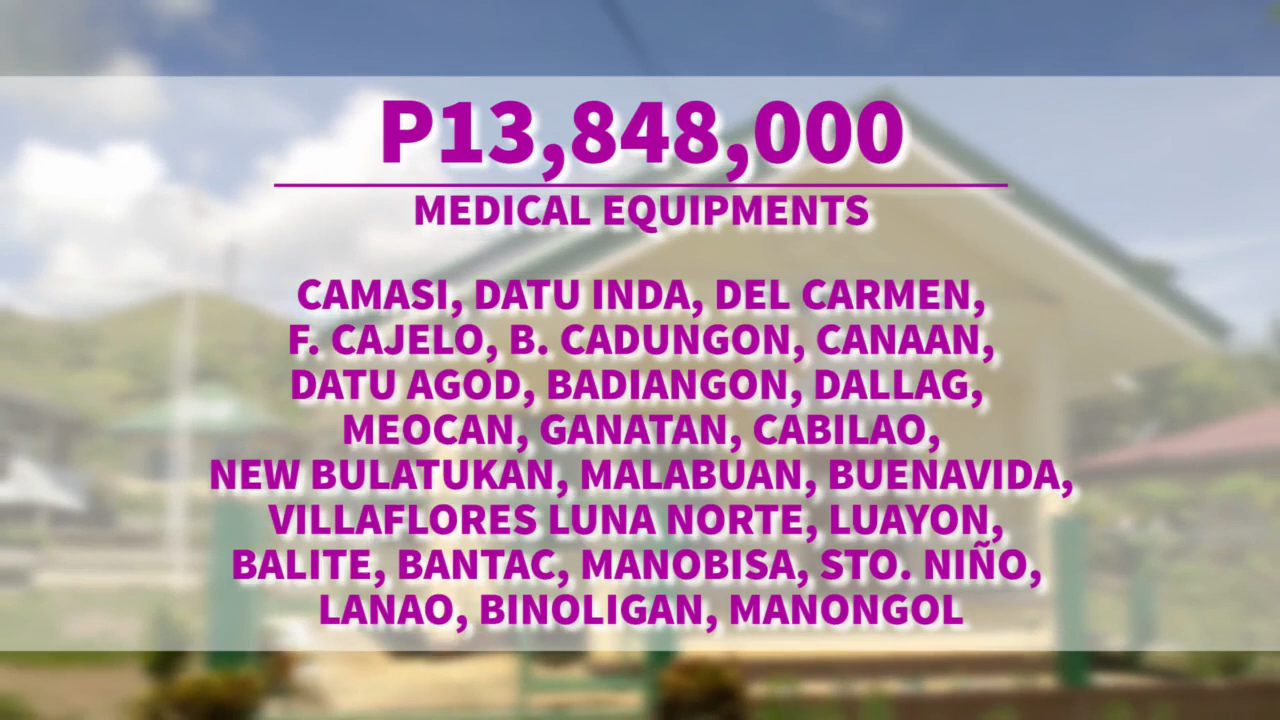 P13,848,000
MEDICAL EQUIPMENTS
CAMASI, DATU INDA, DEL CARMEN,
F. CAJELO, B. CADUNGON, CANAAN,
DATU AGOD, BADIANGON, DALLAG,
MEOCAN, GANATAN, CABILAO,
NEW BULATUKAN, MALABUAN, BUENAVIDA,
VILLAFLORES LUNA NORTE, LUAYON,
BALITE, BANTAC, MANOBISA, STO. NIÑO,
LANAO, BINOLIGAN, MANONGOL